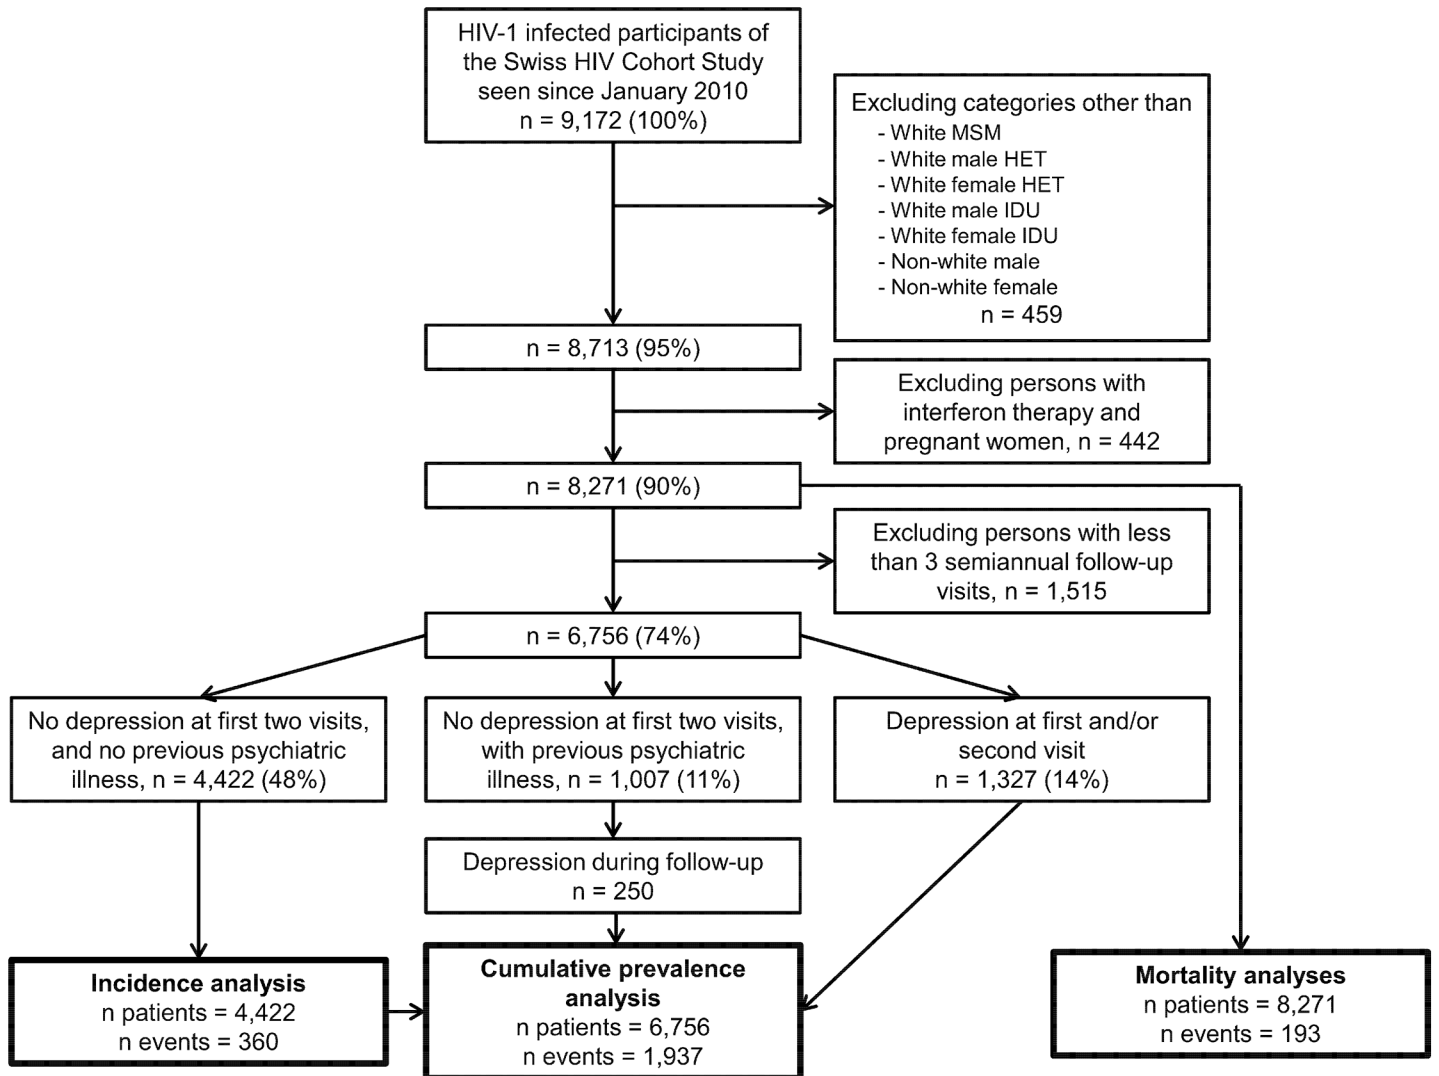 HIV-1 infected participants of
the Swiss HIV Cohort Study
seen since January 2010
n = 9,172 (100%)
Excluding categories other than
- White MSM
- White male HET
- White female HET
- White male IDU
- White female IDU
- Non-white male
- Non-white female
n = 459
n = 8,713 (95%)
Excluding persons with
interferon therapy and
pregnant women, n = 442
n = 8,271 (90%)
Excluding persons with less
than 3 semiannual follow-up
visits, n = 1,515
n = 6,756 (74%)
No depression at first two visits,
and no previous psychiatric
illness, n = 4,422 (48%)
No depression at first two visits,
with previous psychiatric
illness, n = 1,007 (11%)
Depression at first and/or
second visit
n = 1,327 (14%)
Depression during follow-up
n = 250
Incidence analysis
n patients = 4,422
n events = 360
Cumulative prevalence
analysis
n patients = 6,756
n events = 1,937
Mortality analyses
n patients = 8,271
n events = 193